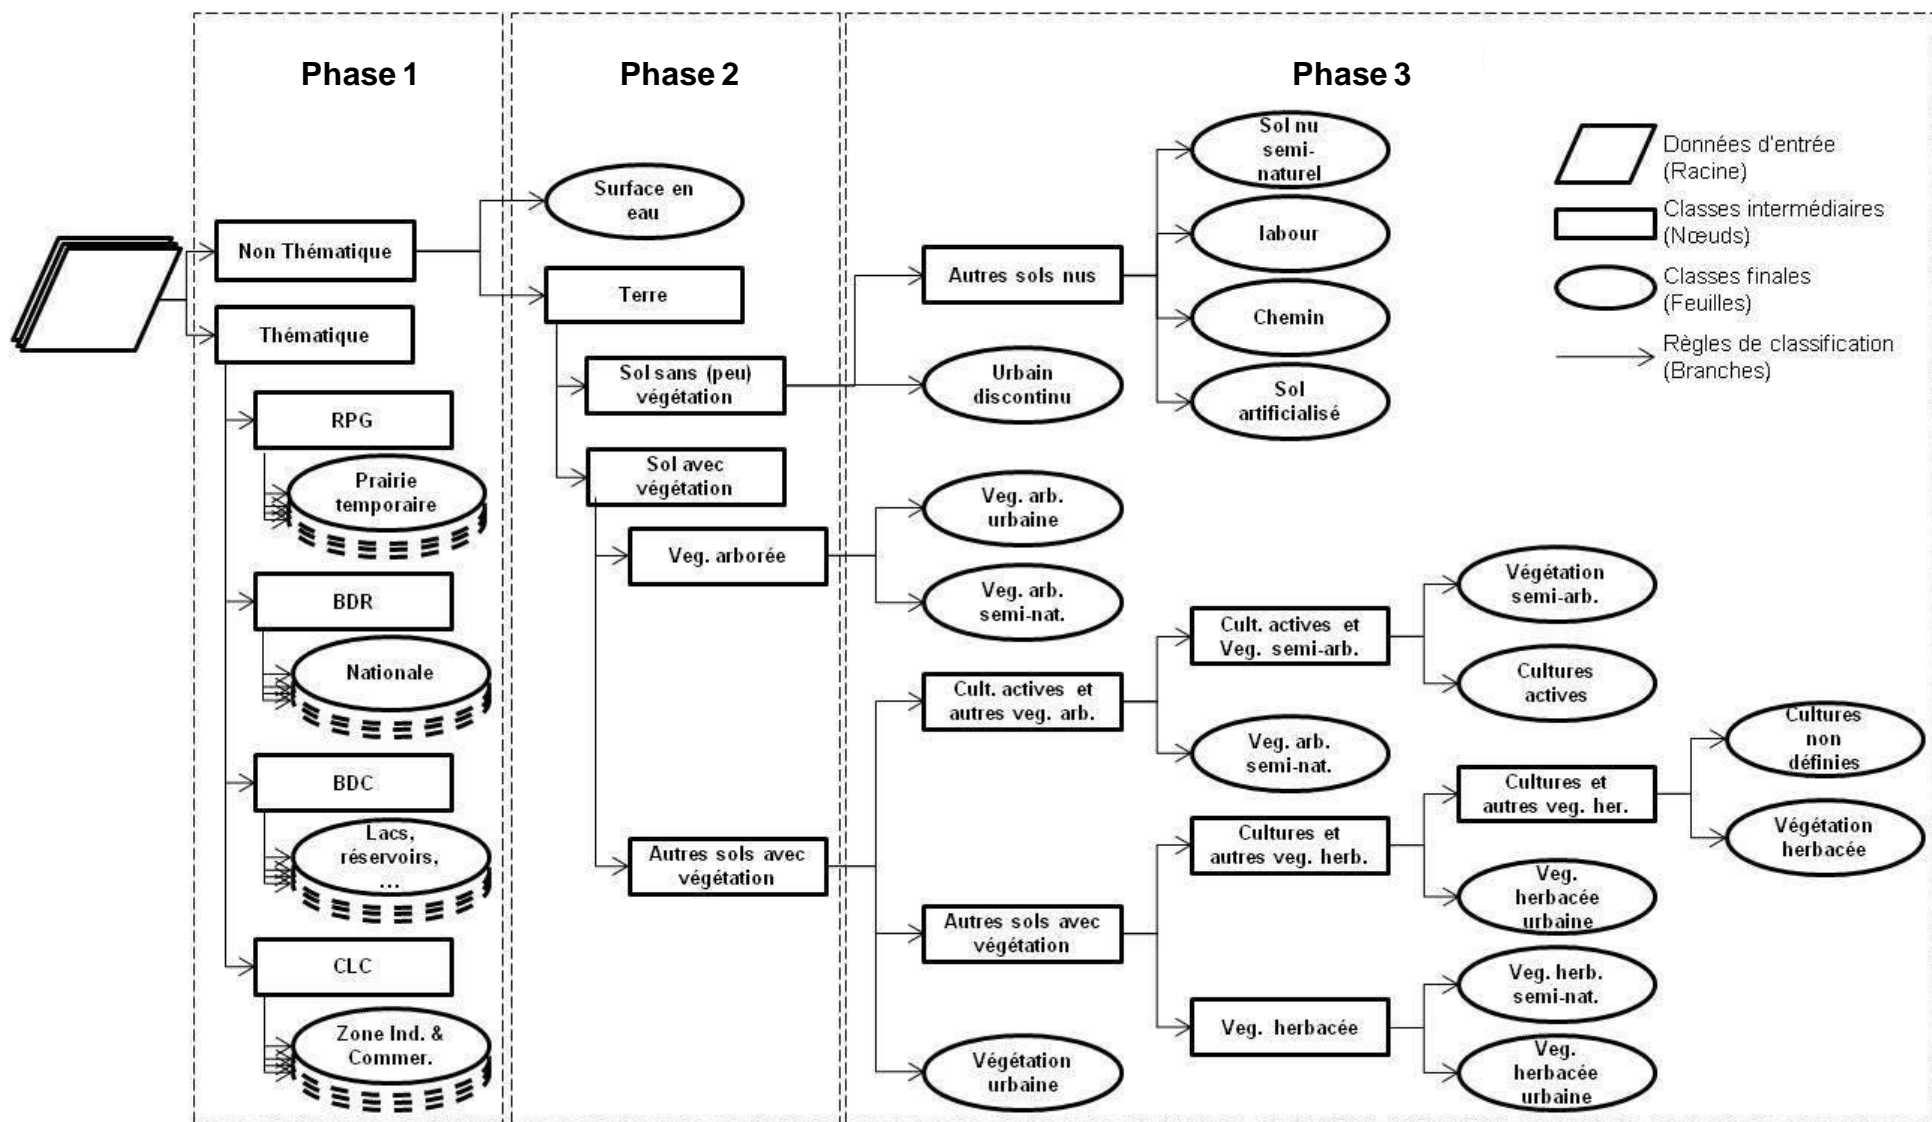 Phase 1
Phase 2
Phase 3
Non Thématique
Thématique
RPG
Prairie
temporaire
BDR
Nationale
BDC
Lacs,
réservoirs,
...
CLC
Zone Ind. &
Commer.
Surface en
eau
Terre
Sol sans (peu)
végétation
Sol avec
végétation
Veg. arborée
Autres sols avec
végétation
Autres sols nus
Urbain
discontinu
Sol nu
semi-
naturel
labour
Chemin
Sol
artificialisé
Veg. arb.
urbaine
Veg. arb.
semi-nat.
Cult. actives et
autres veg. arb.
Cult. actives et
Veg. semi-arb.
Végétation
semi-arb.
Cultures
actives
Veg. arb.
semi-nat.
Autres sols avec
végétation
Cultures et
autres veg. herb.
Cultures et
autres veg. her.
Cultures
non
définies
Végétation
herbacée
Veg.
herbacée
urbaine
Veg. herbacée
Veg. herb.
semi-nat.
Veg.
herbacée
urbaine
Végétation
urbaine
Données d'entrée
(Racine)
Classes intermédiaires
(Nœuds)
Classes finales
(Feuilles)
Règles de classification
(Branches)